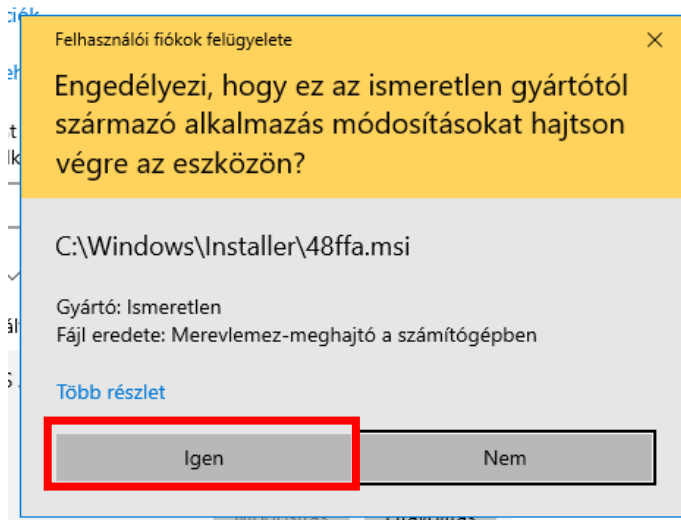 Felhasználói fiókok felügyelete
Engedélyezi, hogy ez az ismeretlen gyártótól
származó alkalmazás módosításokat hajtson
végre az eszközön?
C:\Windows\Installer\48ffa.msi
Gyártó: Ismeretlen
Fájl eredete: Merevlemez-meghajtó a számítógépben
Több részlet
Igen
Nem